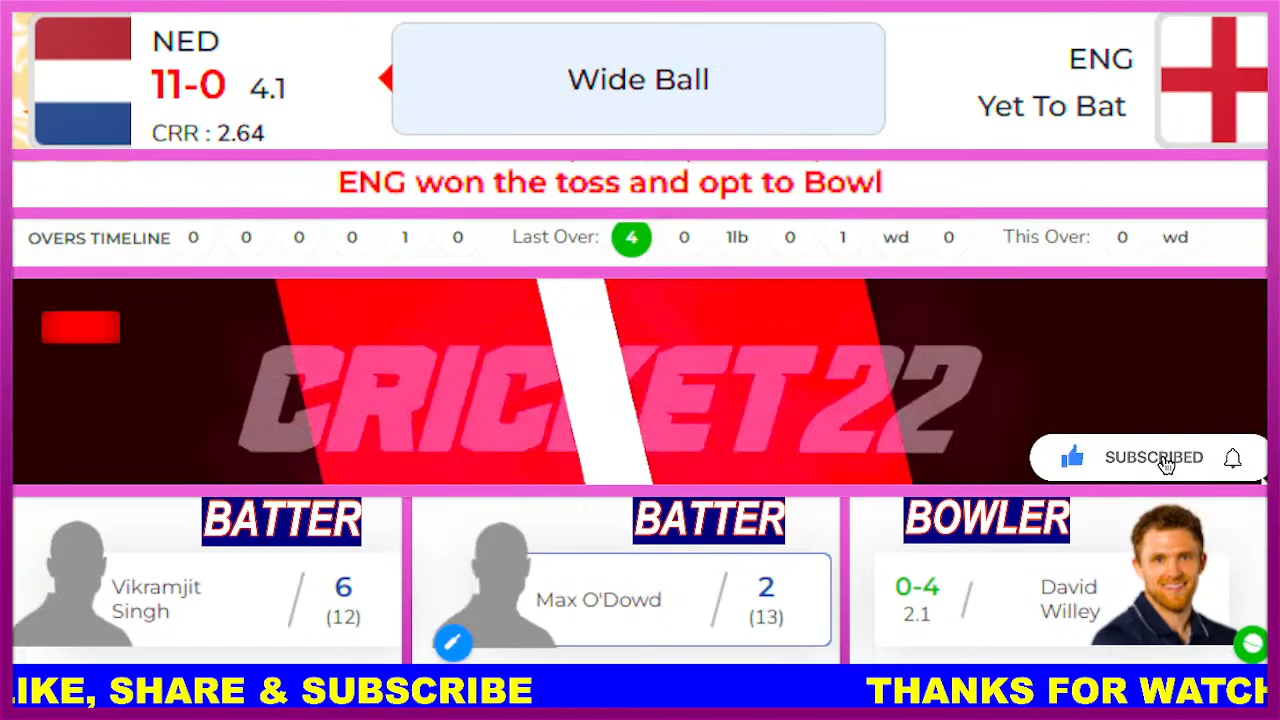 NED
11-0 4.1
CRR : 2.64
Wide Ball
ENG
Yet To Bat
ENG won the toss and opt to Bowl
OVERS TIMELINE 0 0 0 0 1 0 Last Over: 4 0 1lb 0 1 wd 0 This Over: 0 wd
CRICKET 22
SUBSCRIBED
BATTER
Vikramjit
Singh
6
(12)
BATTER
Max O'Dowd
2
(13)
BOWLER
0-4
2.1
David
Willey
IKE, SHARE & SUBSCRIBE THANKS FOR WATCH